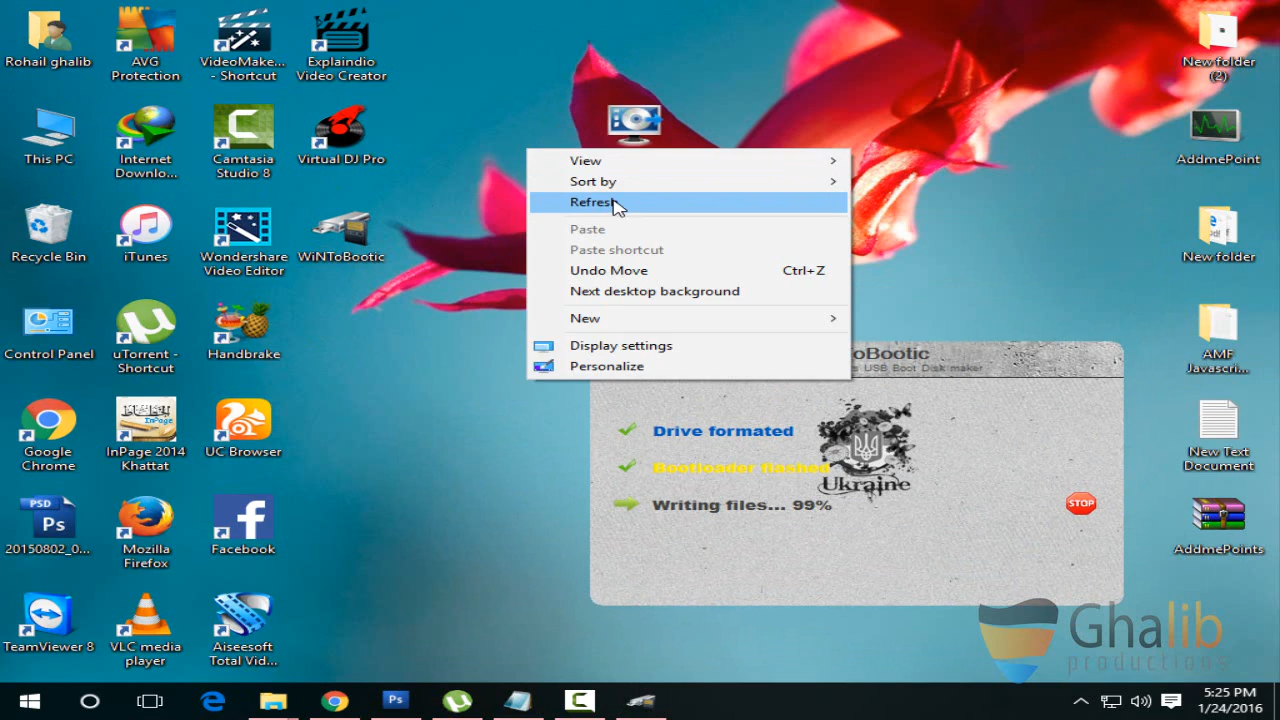 Rohail ghalib
AVG
Protection
VideoMake...
- Shortcut
Explaindio
Video Creator
New folder
(2)
This PC
Internet
Downlo...
Camtasia
Studio 8
Virtual DJ Pro
AddmePoint
View
Sort by
Refresh
Paste
Paste shortcut
Undo Move Ctrl+Z
Next desktop background
New
Display settings
Personalize
Recycle Bin
iTunes
Wondershare
Video Editor
WiNToBootic
New folder
Control Panel
uTorrent -
Shortcut
Handbrake
AMF
Javascri...
oBootic
s USB Boot Disk maker
Drive formated
Bootloader flashed
Writing files... 99%
Ukraine
STOP
Google
Chrome
InPage
InPage 2014
Khattat
UC Browser
New Text
Document
PSD
Ps
20150802_0...
Mozilla
Firefox
Facebook
AddmePoints
TeamViewer 8
VLC media
player
Aiseesoft
Total Vid...
Ghalib
productions
Ps
5:25 PM
1/24/2016